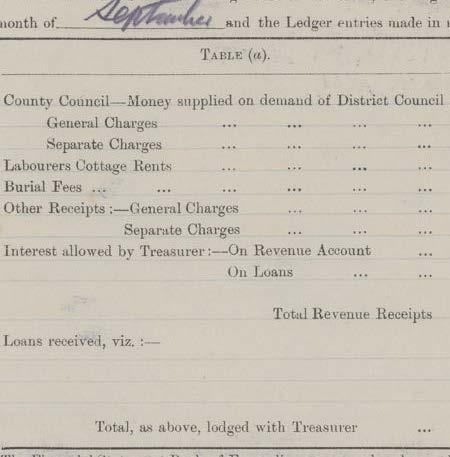 month of September and the Ledger entries made in
TABLE (a).
County Council—Money supplied on demand of District Council
General Charges ... ... ... ...
Separate Charges ... ... ... ...
Labourers Cottage Rents ... ... ... ...
Burial Fees ... ... ... ... ...
Other Receipts:—General Charges ... ... ...
Separate Charges ... ... ...
Interest allowed by Treasurer:—On Revenue Account ...
On Loans ... ...
Total Revenue Receipts
Loans received, viz. :—
Total, as above, lodged with Treasurer ...